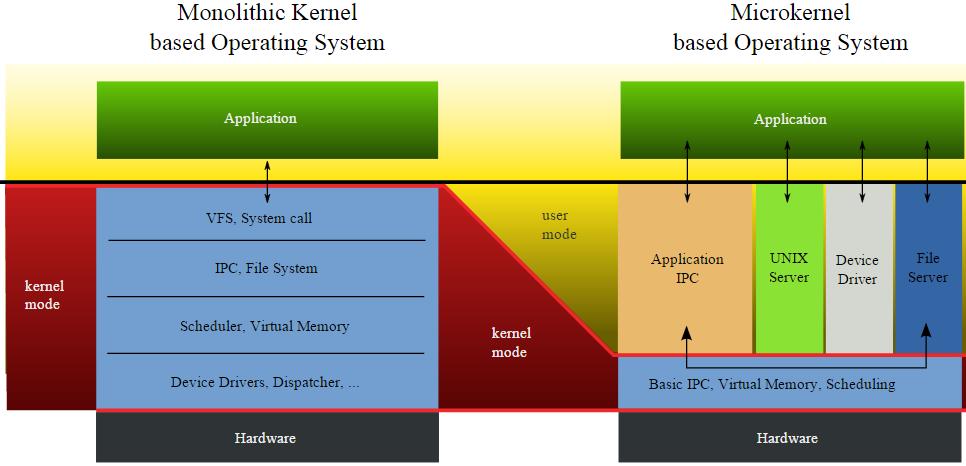 Monolithic Kernel
based Operating System
Microkernel
based Operating System
Application
Application
VFS, System call
IPC, File System
Scheduler, Virtual Memory
Device Drivers, Dispatcher, ...
kernel
mode
user
mode
kernel
mode
Application
IPC
UNIX
Server
Device
Driver
File
Server
Basic IPC, Virtual Memory, Scheduling
Hardware
Hardware